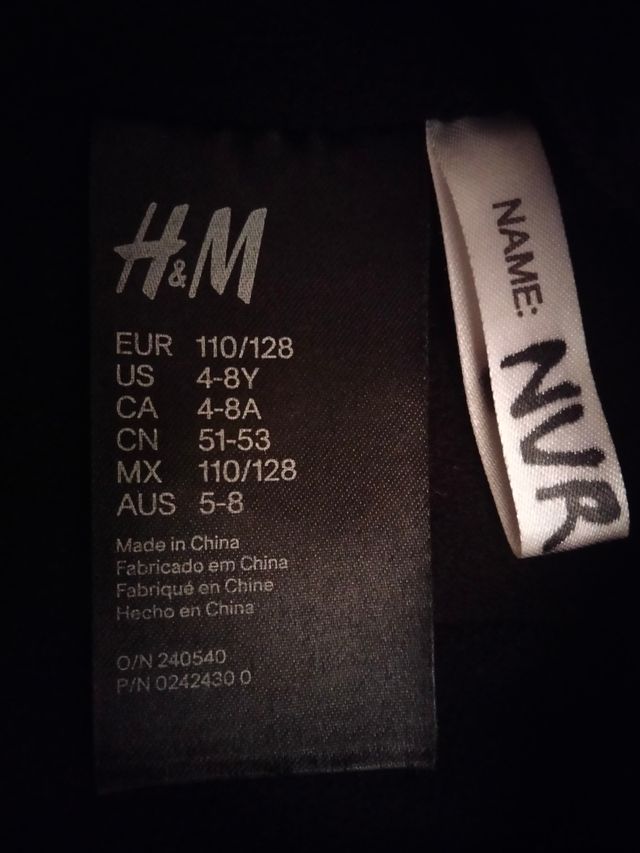 H&M
EUR 110/128
US 4-8Y
CA 4-8A
CN 51-53
MX 110/128
AUS 5-8
Made in China
Fabricado em China
Fabriqué en Chine
Hecho en China
O/N 240540
P/N 0242430 0
NAME: NVR